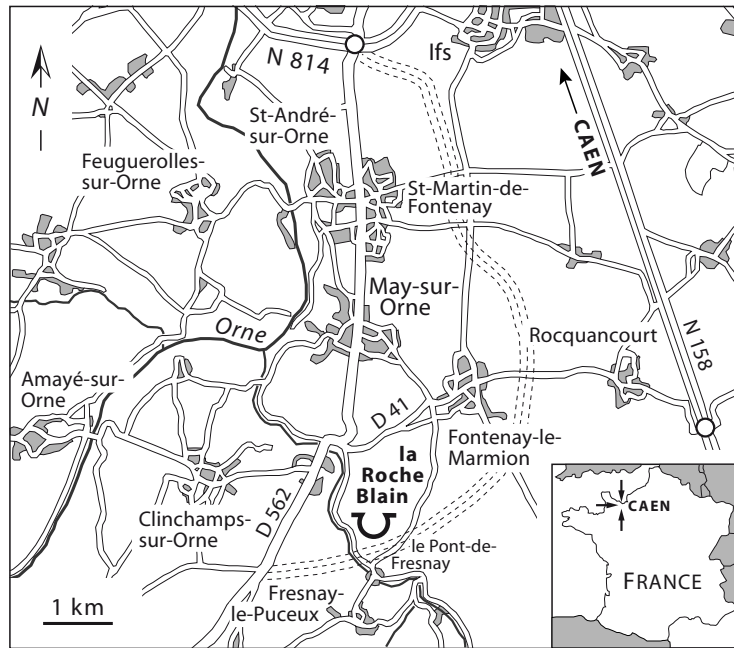 N 814
Ifs
N
St-André-
sur-Orne
CAEN
Feuguerolles-
sur-Orne
St-Martin-de-
Fontenay
May-sur-
Orne
Orne
Rocquancourt
N 158
Amayé-sur-
Orne
D 41
Fontenay-le-
Marmion
la
Roche
Blain
D 562
Clinchamps-
sur-Orne
le Pont-de-
Fresnay
Fresnay-
le-Puceux
1 km
CAEN
FRANCE